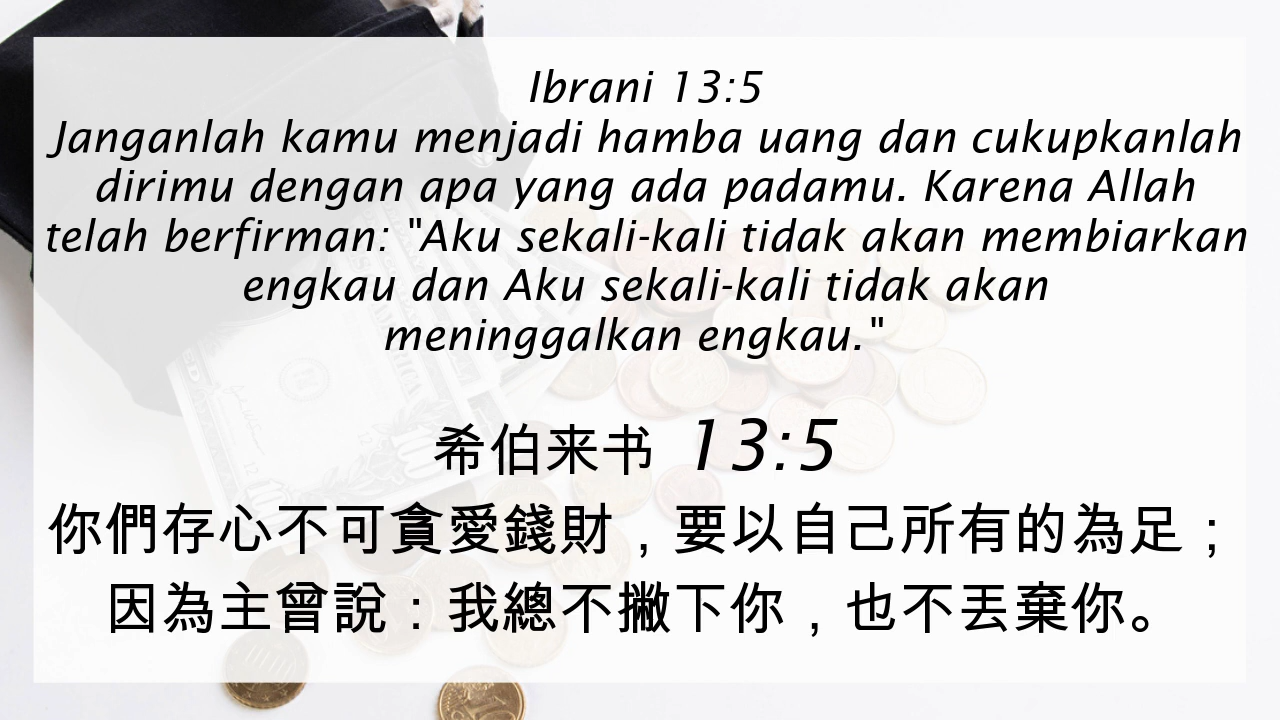 Ibrani 13:5
Janganlah kamu menjadi hamba uang dan cukupkanlah
dirimu dengan apa yang ada padamu. Karena Allah
telah berfirman: "Aku sekali-kali tidak akan membiarkan
engkau dan Aku sekali-kali tidak akan
meninggalkan engkau."
希伯来书 13:5
你們存心不可貪愛錢財，要以自己所有的為足；
因為主曾說：我總不撇下你，也不丟棄你。